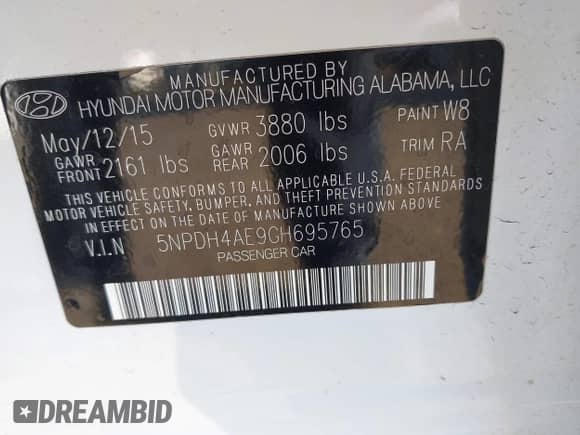 MANUFACTURED BY
HYUNDAI MOTOR MANUFACTURING ALABAMA, LLC
May/12/15 GVWR 3880 lbs PAINT W8
GAWR FRONT 2161 lbs GAWR REAR 2006 lbs TRIM RA
THIS VEHICLE CONFORMS TO ALL APPLICABLE U.S.A. FEDERAL
MOTOR VEHICLE SAFETY, BUMPER, AND THEFT PREVENTION STANDARDS
IN EFFECT ON THE DATE OF MANUFACTURE SHOWN ABOVE.
V.I.N 5NPDH4AE9GH695765
PASSENGER CAR
DREAMBID